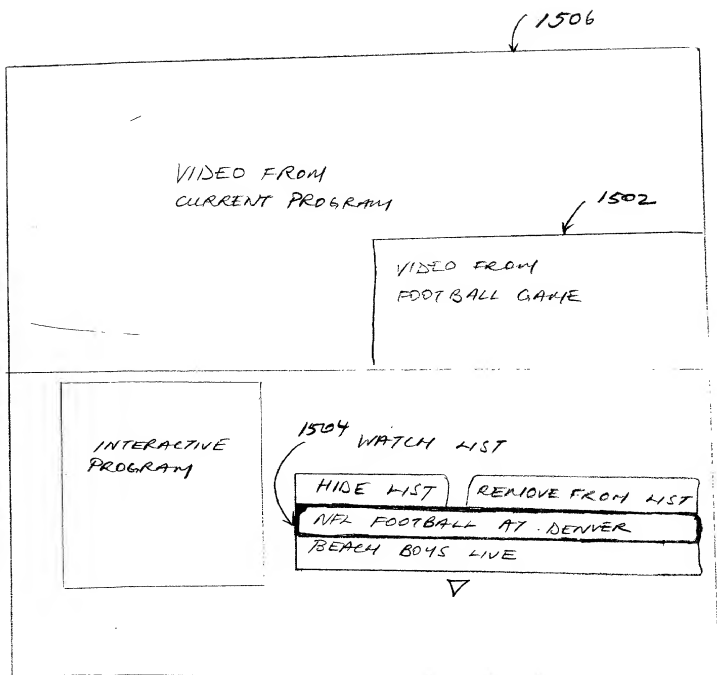 1506
VIDEO FROM
CURRENT PROGRAM
1502
VIDEO FROM
FOOTBALL GAME
INTERACTIVE
PROGRAM
1504
WATCH LIST
HIDE LIST
REMOVE FROM LIST
NFL FOOTBALL AT DENVER
BEACH BOYS LIVE